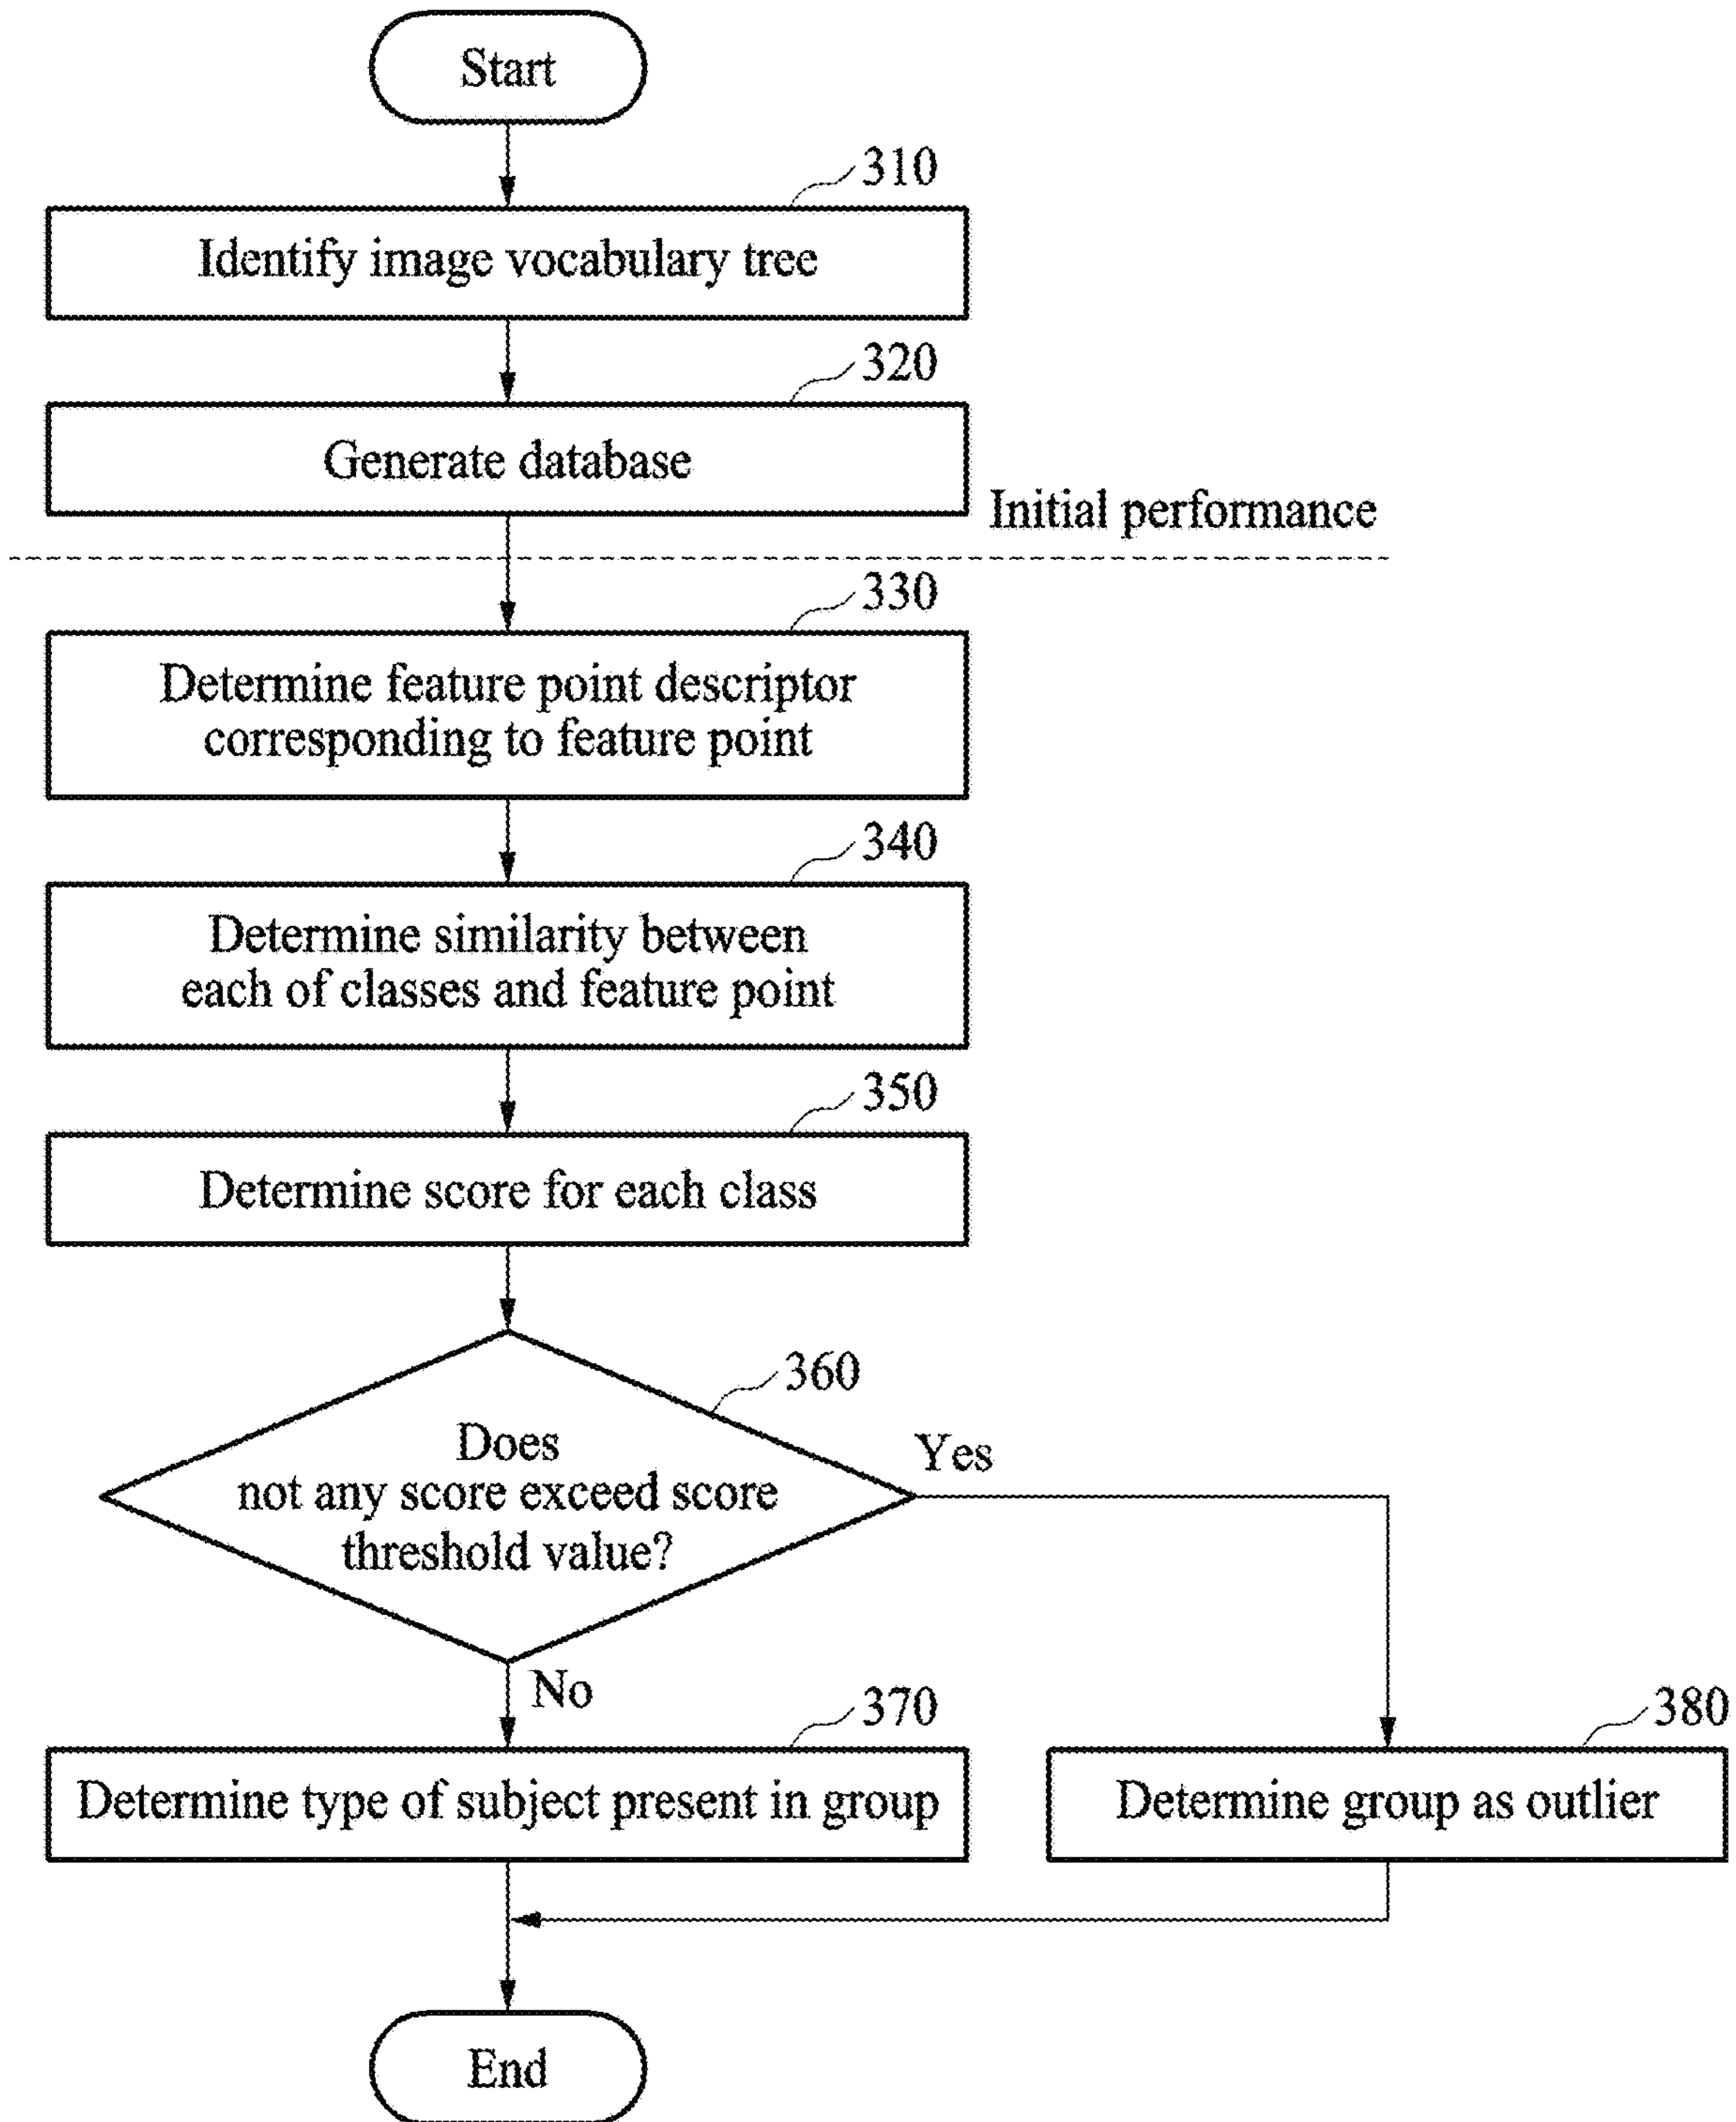 Start
310
Identify image vocabulary tree
320
Generate database
Initial performance
330
Determine feature point descriptor
corresponding to feature point
340
Determine similarity between
each of classes and feature point
350
Determine score for each class
360
Does
not any score exceed score
threshold value?
Yes
No
370
Determine type of subject present in group
380
Determine group as outlier
End